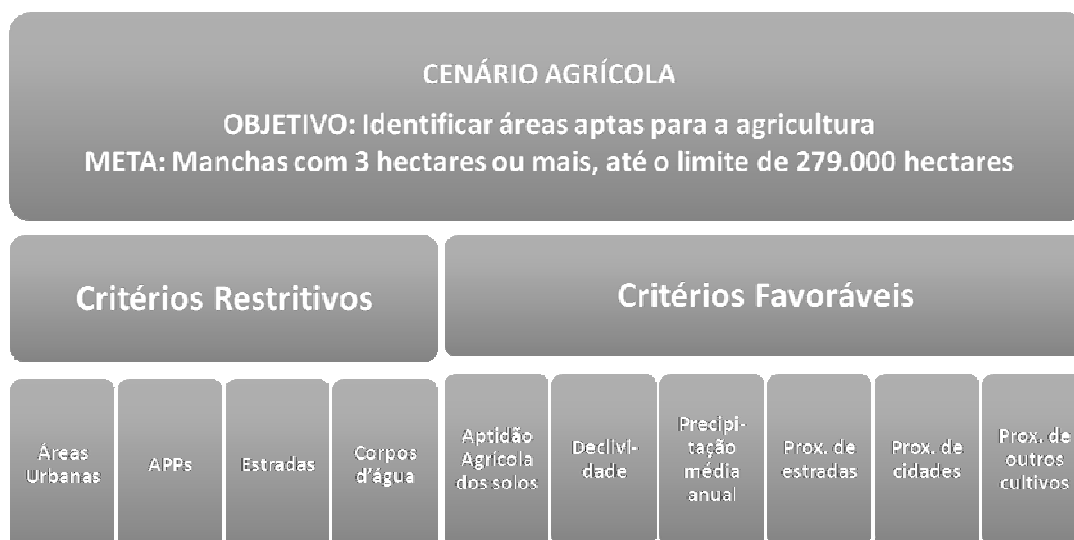 CENÁRIO AGRÍCOLA
OBJETIVO: Identificar áreas aptas para a agricultura
META: Manchas com 3 hectares ou mais, até o limite de 279.000 hectares
Critérios Restritivos
Critérios Favoráveis
Áreas
Urbanas
APPs
Estradas
Corpos
d'água
Aptidão
Agrícola
dos solos
Declivi-
dade
Precipi-
tação
média
anual
Prox. de
estradas
Prox. de
cidades
Prox. de
outros
cultivos